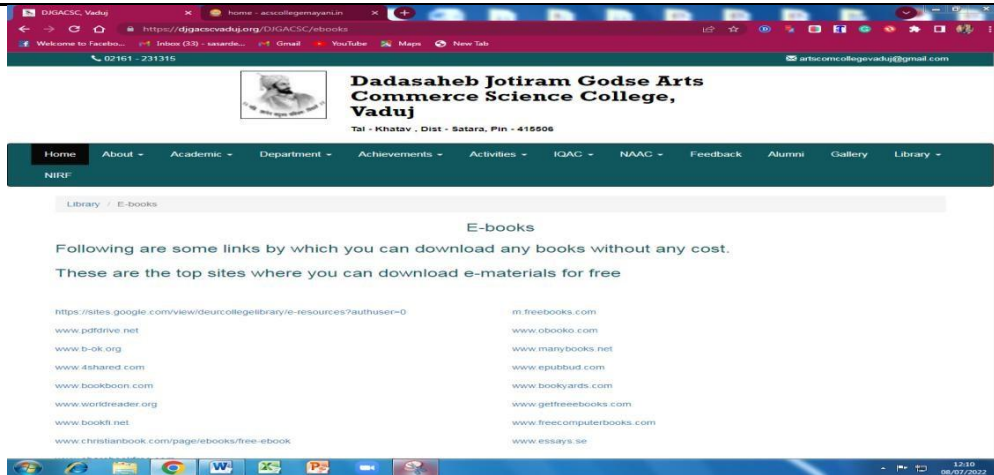 DJGACSC, Vaduj
home - acscollegemayani.in
https://djgacscvaduj.org/DJGACSC/ebooks
Welcome to Facebo...
Inbox (33) - sasarde...
Gmail
YouTube
Maps
New Tab
02161 - 231315
artscomcollegevaduj@gmail.com
Dadasaheb Jotiram Godse Arts
Commerce Science College,
Vaduj
Tal - Khatav , Dist - Satara, Pin - 415506
Home About Academic Department Achievements Activities IQAC NAAC Feedback Alumni Gallery Library
NIRF
Library / E-books
E-books
Following are some links by which you can download any books without any cost.
These are the top sites where you can download e-materials for free
https://sites.google.com/view/deurcollegelibrary/e-resources?authuser=0
www.pdfdrive.net
www.b-ok.org
www.4shared.com
www.bookboon.com
www.worldreader.org
www.bookfi.net
www.christianbook.com/page/ebooks/free-ebook
m.freebooks.com
www.obooko.com
www.manybooks.net
www.epubbud.com
www.bookyards.com
www.getfreeebooks.com
www.freecomputerbooks.com
www.essays.se
12:10
08/07/2022